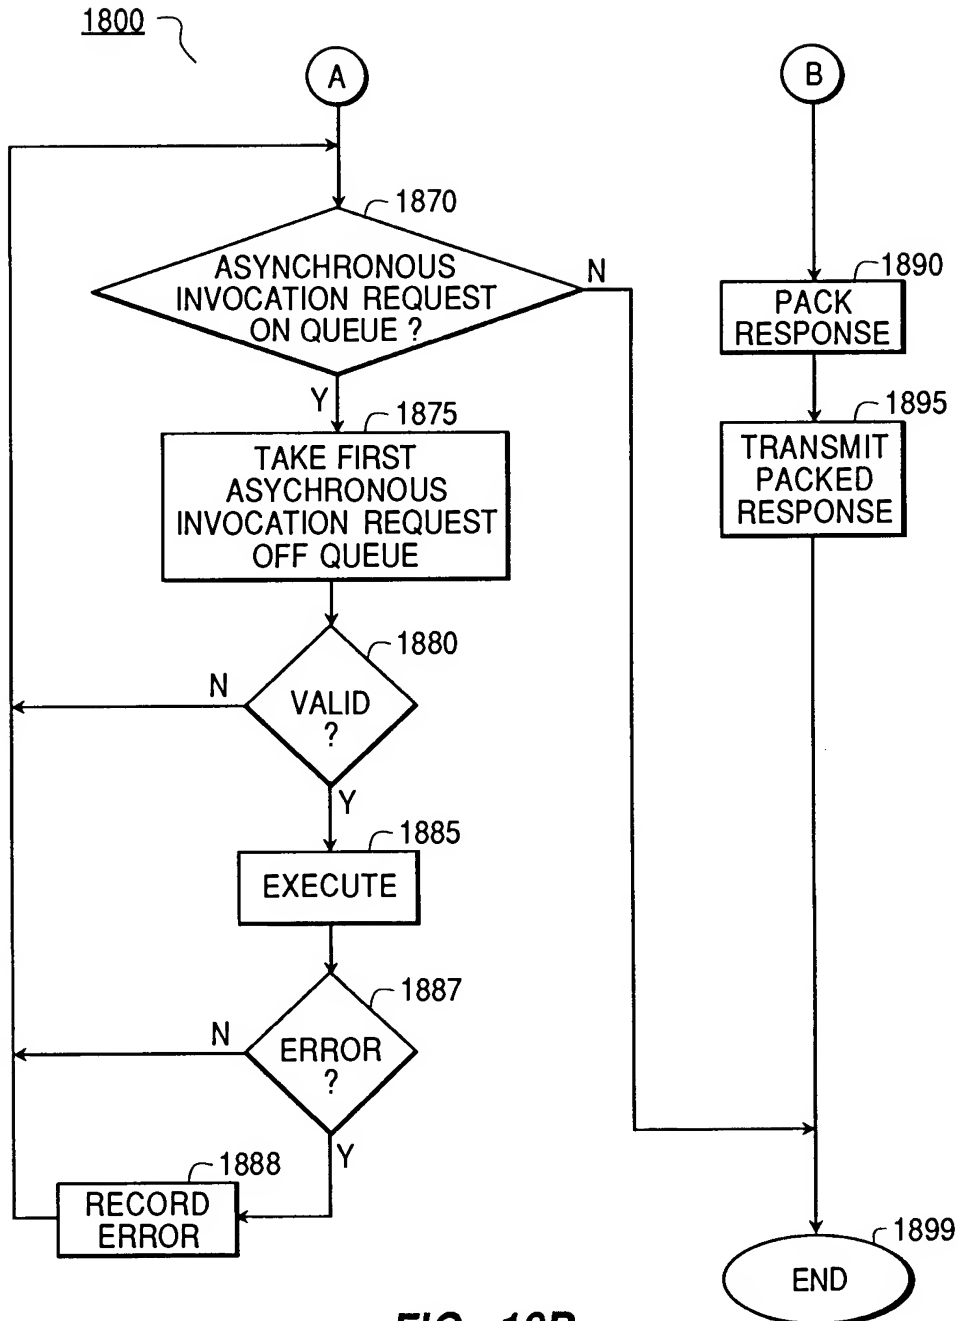 1800
A
B
1870
ASYNCHRONOUS
INVOCATION REQUEST
ON QUEUE ?
N
Y
1875
TAKE FIRST
ASYCHRONOUS
INVOCATION REQUEST
OFF QUEUE
1880
VALID
?
N
Y
1885
EXECUTE
1887
ERROR
?
N
Y
1888
RECORD
ERROR
1890
PACK
RESPONSE
1895
TRANSMIT
PACKED
RESPONSE
1899
END